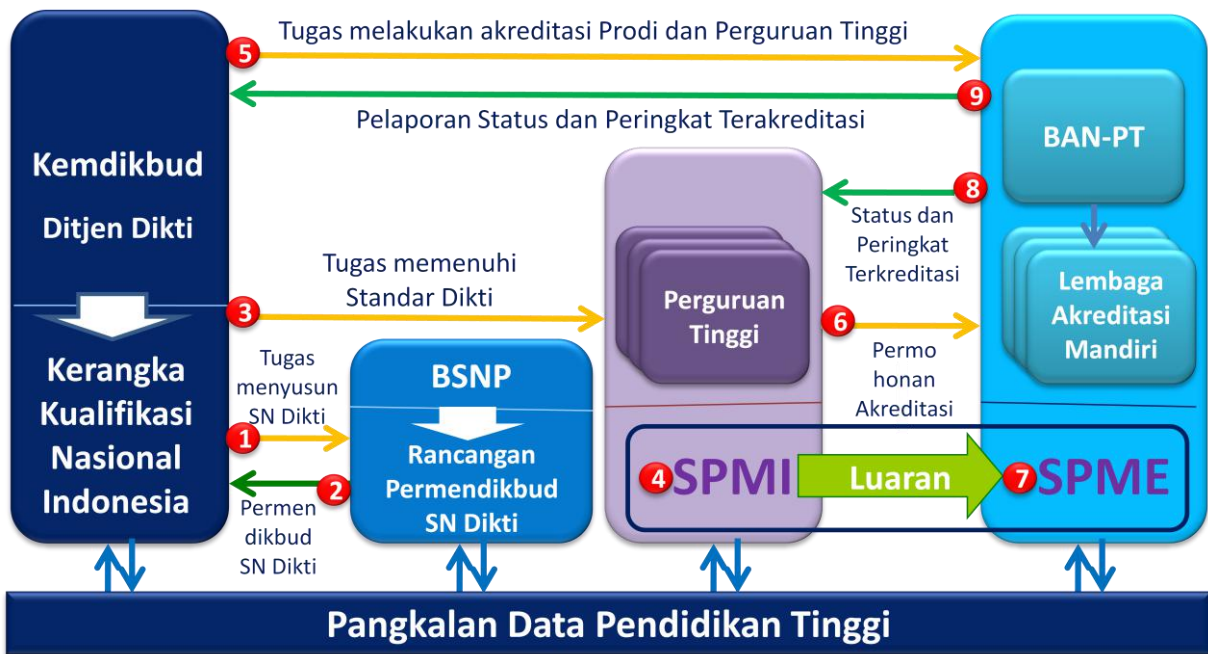 5
Tugas melakukan akreditasi Prodi dan Perguruan Tinggi
9
Pelaporan Status dan Peringkat Terakreditasi
Kemdikbud
Ditjen Dikti
Kerangka
Kualifikasi
Nasional
Indonesia
3
Tugas memenuhi
Standar Dikti
1
Tugas
menyusun
SN Dikti
2
Permen
dikbud
SN Dikti
BSNP
Rancangan
Permendikbud
SN Dikti
Perguruan
Tinggi
4
SPMI
Luaran
8
Status dan
Peringkat
Terkreditasi
6
Permo
honan
Akreditasi
BAN-PT
Lembaga
Akreditasi
Mandiri
7
SPME
Pangkalan Data Pendidikan Tinggi